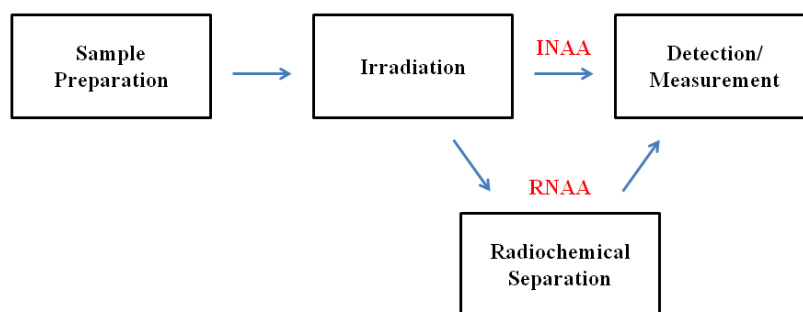 Sample
Preparation
Irradiation
INAA
Detection/
Measurement
RNAA
Radiochemical
Separation